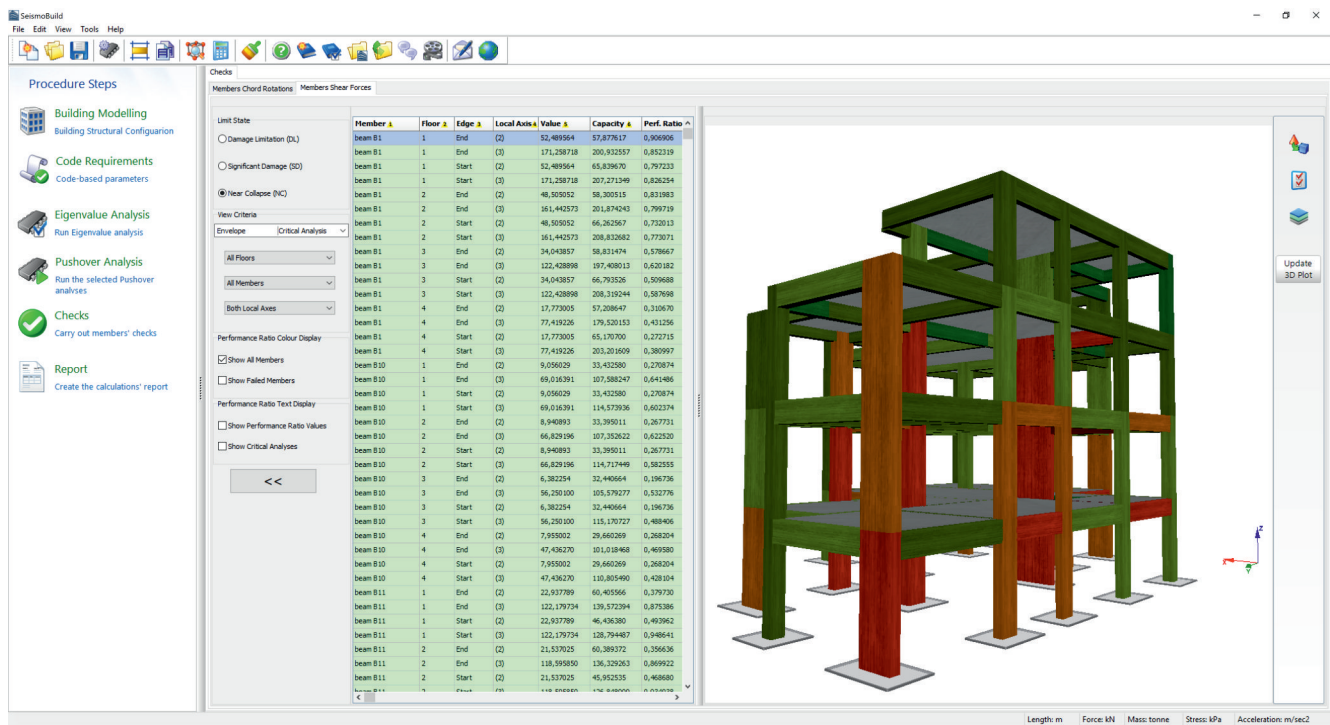 SeismoBuild
File Edit View Tools Help
Procedure Steps
Building Modelling
Building Structural Configuarion
Code Requirements
Code-based parameters
Eigenvalue Analysis
Run Eigenvalue analysis
Pushover Analysis
Run the selected Pushover
analvses
Checks
Carry out members' checks
Report
Create the calculations' report
Checks
Members Chord Rotations Members Shear Forces
Limit State
Damage Limitation (DL)
Significant Damage (SD)
Near Collapse (NC)
View Criteria
Envelope Critical Analysis
All Floors
All Members
Both Local Axes
Performance Ratio Colour Display
Show All Members
Show Failed Members
Performance Ratio Text Display
Show Performance Ratio Values
Show Critical Analyses
<<
Member 1 Floor 2 Edge 3 Local Axis 4 Value 5 Capacity 6 Perf. Ratio
beam B1 1 End (2) 52,489564 57,877617 0,906906
beam B1 1 End (3) 171,258718 200,932557 0,852319
beam B1 1 Start (2) 52,489564 65,839670 0,797233
beam B1 1 Start (3) 171,258718 207,271349 0,826254
beam B1 2 End (2) 48,505052 58,300515 0,831983
beam B1 2 End (3) 161,442573 201,874243 0,799719
beam B1 2 Start (2) 48,505052 66,262567 0,732013
beam B1 2 Start (3) 161,442573 208,832682 0,773071
beam B1 3 End (2) 34,043857 58,831474 0,578667
beam B1 3 End (3) 122,428898 197,408013 0,620182
beam B1 3 Start (2) 34,043857 66,793526 0,509688
beam B1 3 Start (3) 122,428898 208,319244 0,587698
beam B1 4 End (2) 17,773005 57,208647 0,310670
beam B1 4 End (3) 77,419226 179,520153 0,431256
beam B1 4 Start (2) 17,773005 65,170700 0,272715
beam B1 4 Start (3) 77,419226 203,201609 0,380997
beam B10 1 End (2) 9,056029 33,432580 0,270874
beam B10 1 End (3) 69,016391 107,588247 0,641486
beam B10 1 Start (2) 9,056029 33,432580 0,270874
beam B10 1 Start (3) 69,016391 114,573936 0,602374
beam B10 2 End (2) 8,940893 33,395011 0,267731
beam B10 2 End (3) 66,829196 107,352622 0,622520
beam B10 2 Start (2) 8,940893 33,395011 0,267731
beam B10 2 Start (3) 66,829196 114,717449 0,582555
beam B10 3 End (2) 6,382254 32,440664 0,196736
beam B10 3 End (3) 56,250100 105,579277 0,532776
beam B10 3 Start (2) 6,382254 32,440664 0,196736
beam B10 3 Start (3) 56,250100 115,170727 0,488406
beam B10 4 End (2) 7,955002 29,660269 0,268204
beam B10 4 End (3) 47,436270 101,018468 0,469580
beam B10 4 Start (2) 7,955002 29,660269 0,268204
beam B10 4 Start (3) 47,436270 110,805490 0,428104
beam B11 1 End (2) 22,937789 60,405566 0,379730
beam B11 1 End (3) 122,179734 139,572394 0,875386
beam B11 1 Start (2) 22,937789 46,436380 0,493962
beam B11 1 Start (3) 122,179734 128,794487 0,948641
beam B11 2 End (2) 21,537025 60,389372 0,356636
beam B11 2 End (3) 118,595850 136,329263 0,869922
beam B11 2 Start (2) 21,537025 45,952535 0,468680
Update
3D Plot
Z
X
Y
Length: m Force: kN Mass: tonne Stress: kPa Acceleration: m/sec2